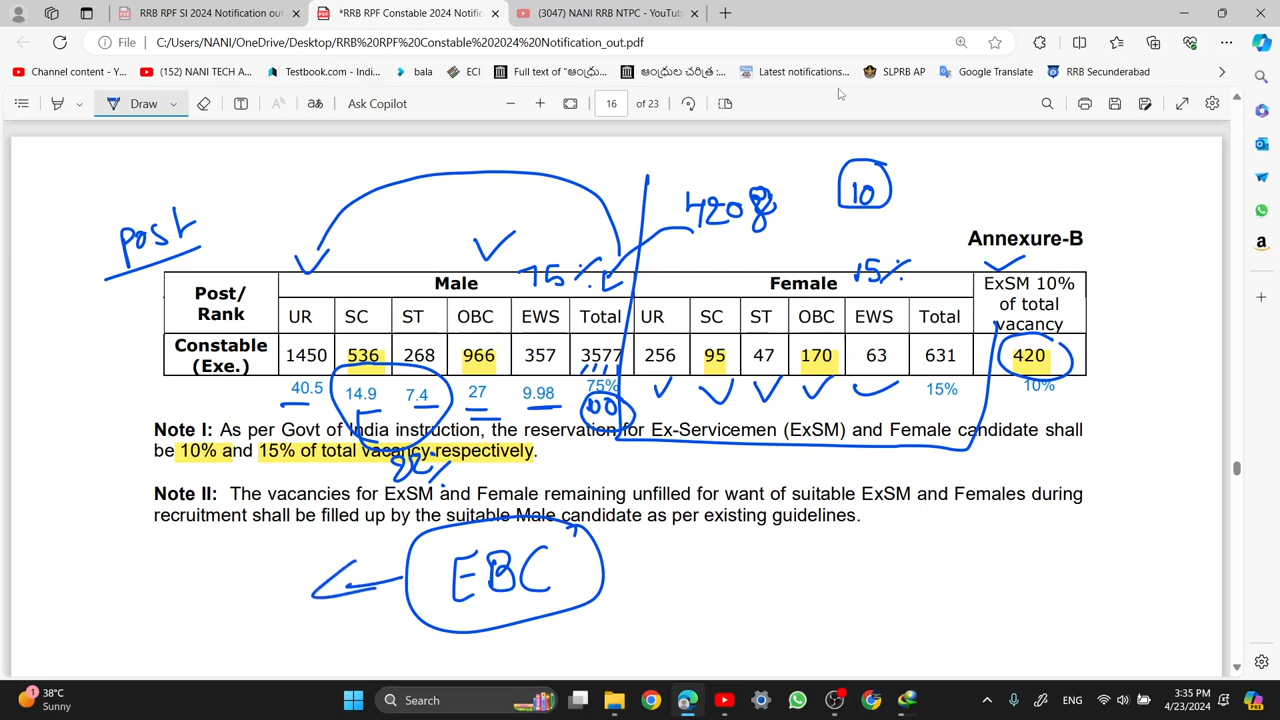 RRB RPF SI 2024 Notification out
*RRB RPF Constable 2024 Notific
(3047) NANI RRB NTPC - YouTub
File C:/Users/NANI/OneDrive/Desktop/RRB%20RPF%20Constable%202024%20Notification_out.pdf
Channel content - Y... (152) NANI TECH A... Testbook.com - Indi... bala ECI Full text of "ఆంధ్రు... ఆంధ్రుల చరిత్ర :... Latest notifications... SLPRB AP Google Translate RRB Secunderabad
Draw Ask Copilot 16 of 23
10
4208
post
Annexure-B
75 % 15 %
Post/ Rank Male Female ExSM 10% of total vacancy
UR SC ST OBC EWS Total UR SC ST OBC EWS Total
Constable (Exe.) 1450 536 268 966 357 3577 256 95 47 170 63 631 420
40.5 14.9 7.4 27 9.98 75% 15% 10%
100
Note I: As per Govt of India instruction, the reservation for Ex-Servicemen (ExSM) and Female candidate shall
be 10% and 15% of total vacancy respectively.
22%
Note II: The vacancies for ExSM and Female remaining unfilled for want of suitable ExSM and Females during
recruitment shall be filled up by the suitable Male candidate as per existing guidelines.
EBC
1
38°C
Sunny
Search
ENG
3:35 PM
4/23/2024